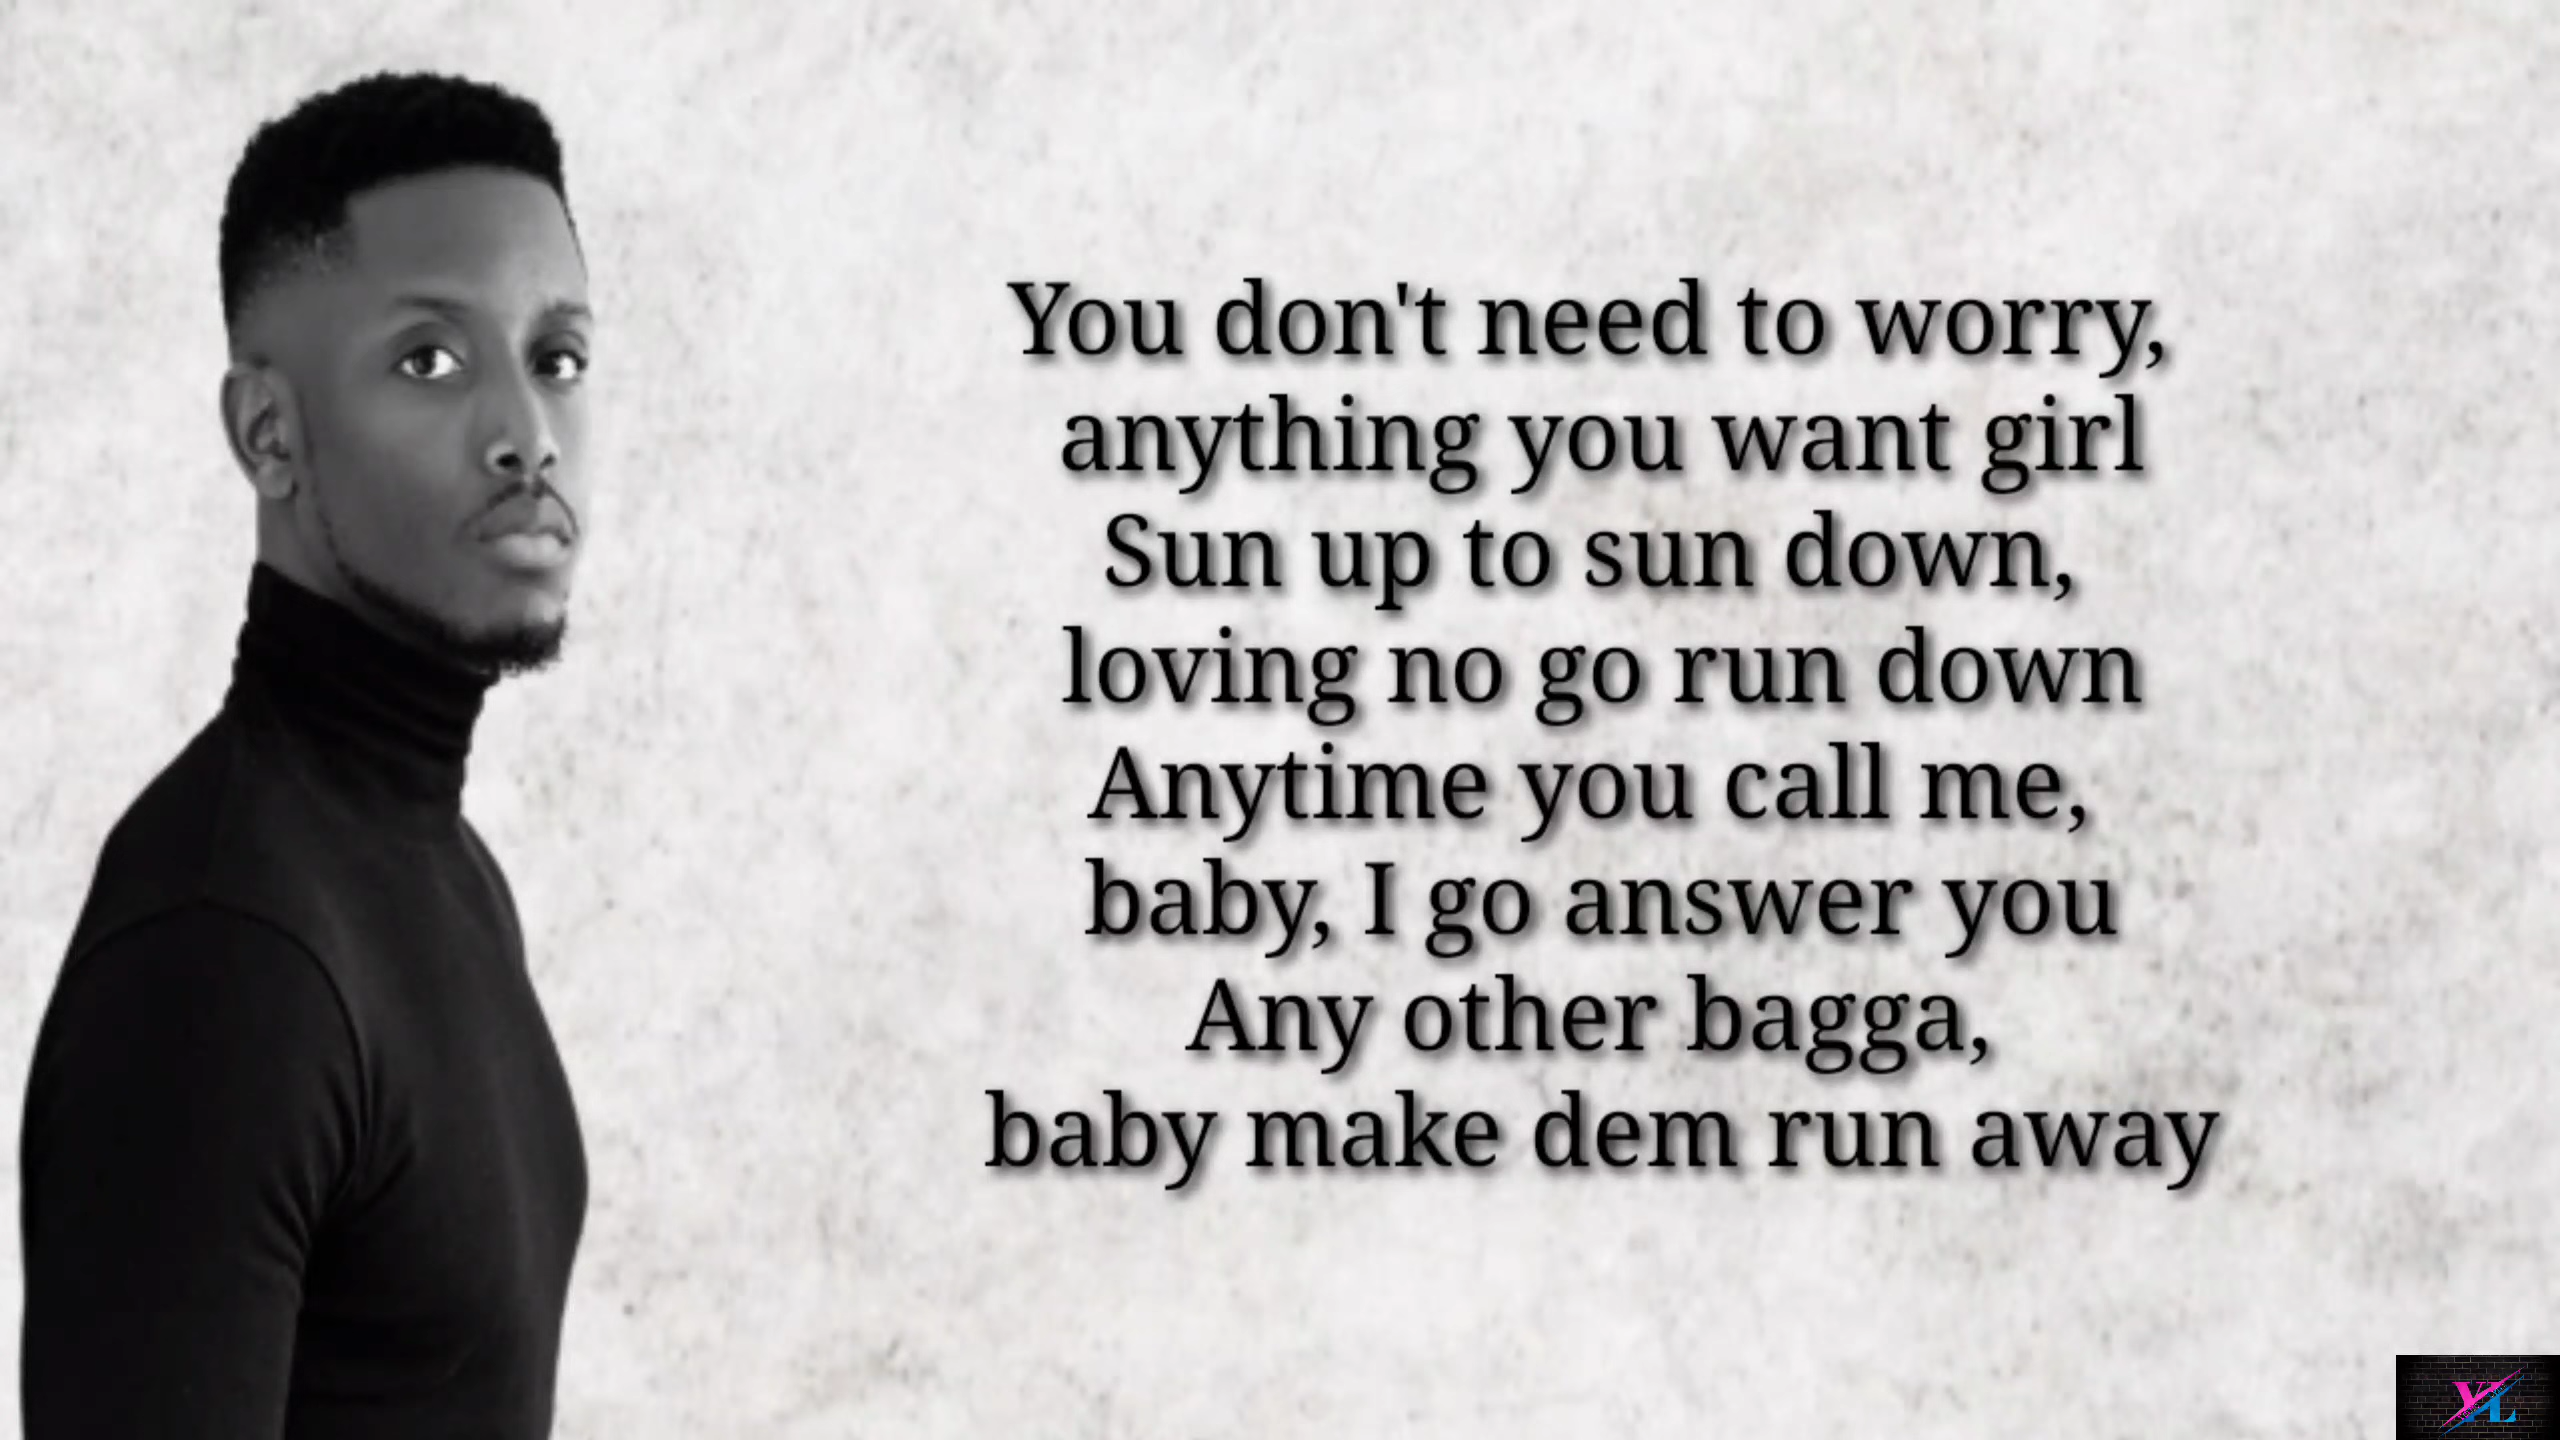 You don't need to worry,
anything you want girl
Sun up to sun down,
loving no go run down
Anytime you call me,
baby, I go answer you
Any other bagga,
baby make dem run away
YL